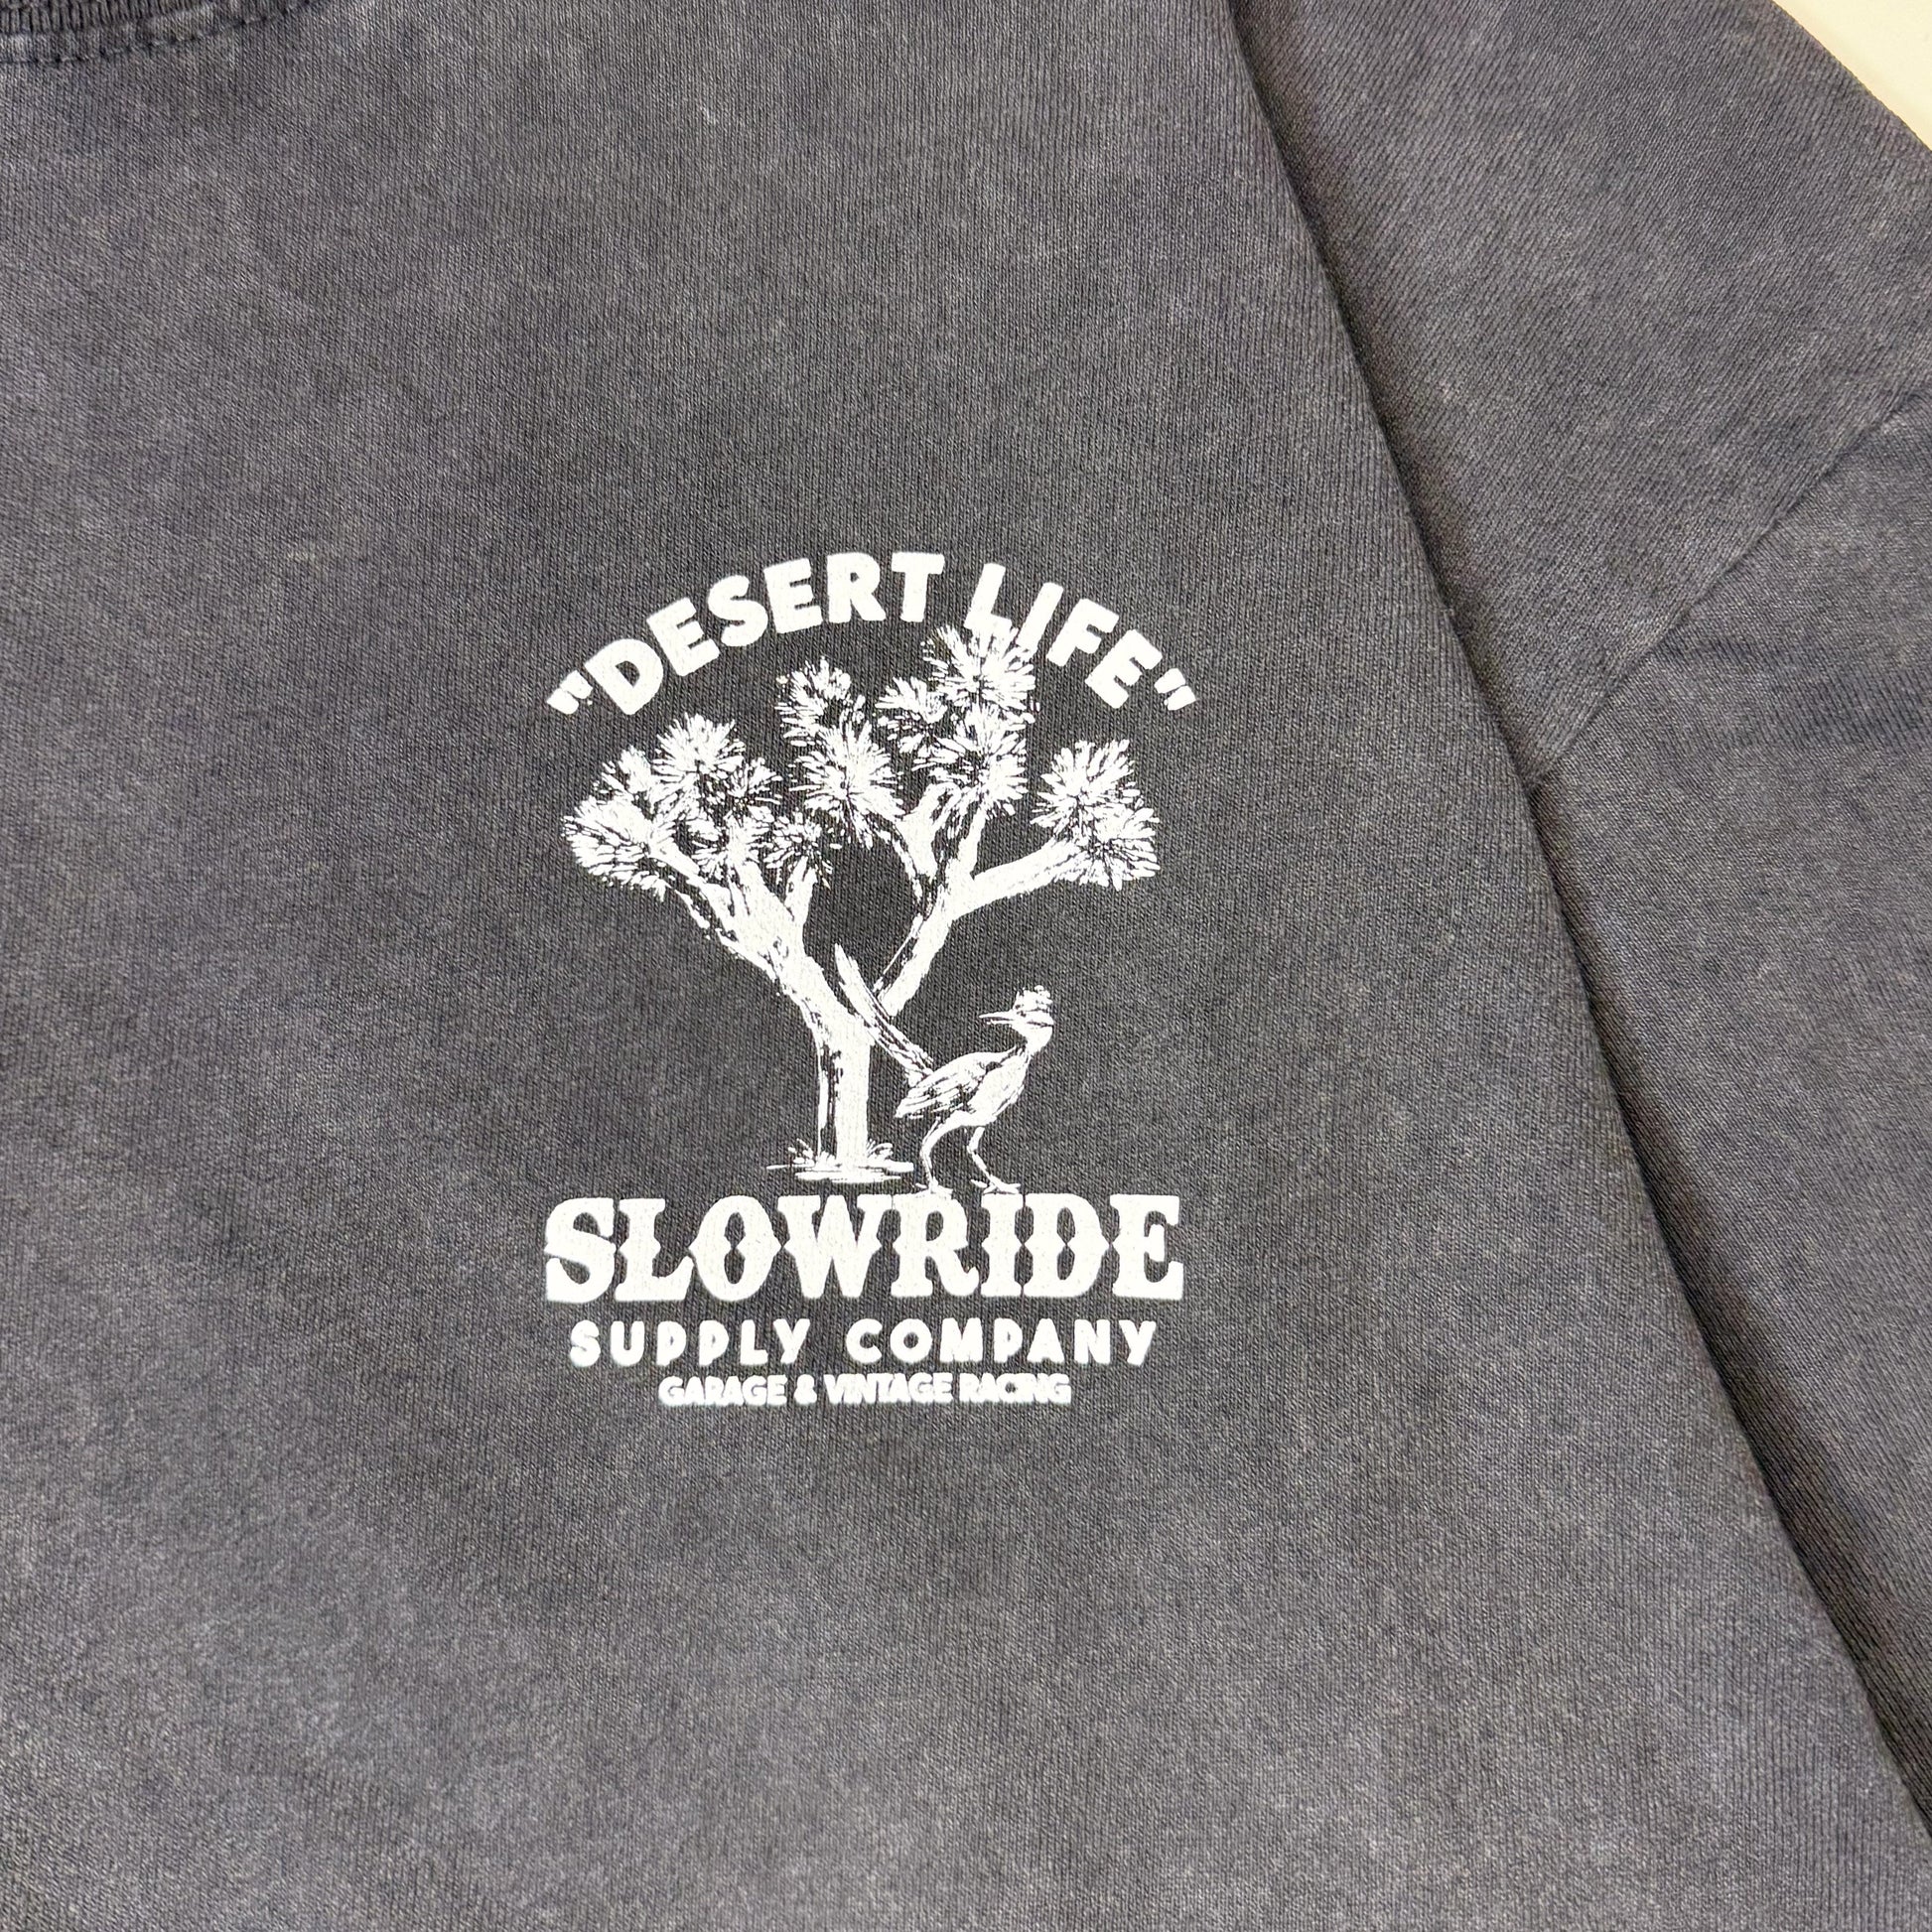 "DESERT LIFE"
SLOWRIDE
SUPPLY COMPANY
GARAGE & VINTAGE RACING